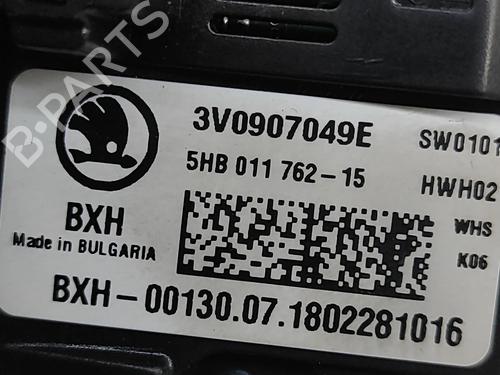 B-PARTS
3V0907049E SW0101
5HB 011 762-15 HWH02
BXH WHS
Made in BULGARIA K06
BXH-00130.07.1802281016